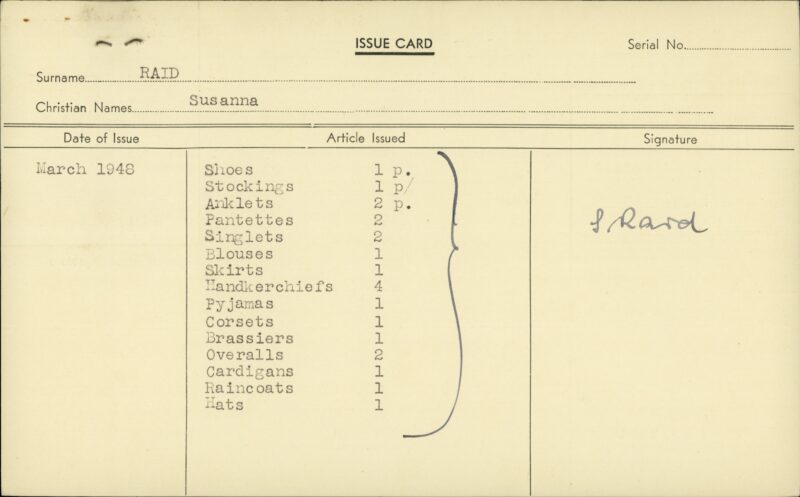 ISSUE CARD
Serial No.
Surname RAID
Christian Names Susanna
Date of Issue Article Issued Signature
March 1948 Shoes 1 p.
Stockings 1 p/
Anklets 2 p.
Pantettes 2
Singlets 2
S Raid
Blouses 1
Skirts 1
Handkerchiefs 4
Pyjamas 1
Corsets 1
Brassiers 1
Overalls 2
Cardigans 1
Raincoats 1
Hats 1